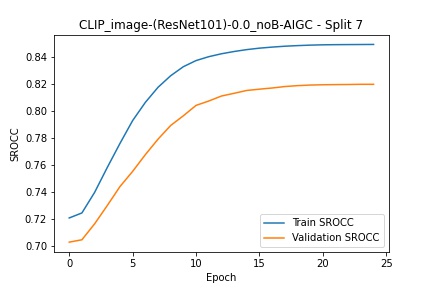 CLIP_image-(ResNet101)-0.0_noB-AIGC - Split 7
0.84
0.82
0.80
0.78
0.76
0.74
0.72
0.70
SROCC
Train SROCC
Validation SROCC
0 5 10 15 20 25
Epoch